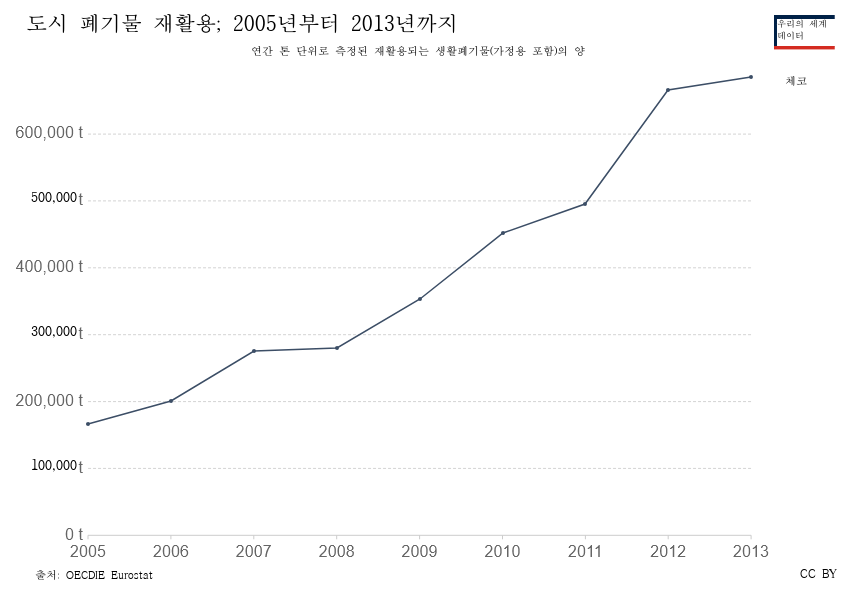 도시 폐기물 재활용; 2005년부터 2013년까지
우리의 세계
데이터
연간 톤 단위로 측정된 재활용되는 생활폐기물(가정용 포함)의 양
체코
600,000 t
500,000 t
400,000 t
300,000 t
200,000 t
100,000 t
0 t
2005 2006 2007 2008 2009 2010 2011 2012 2013
출처: OECDIE Eurostat
CC BY